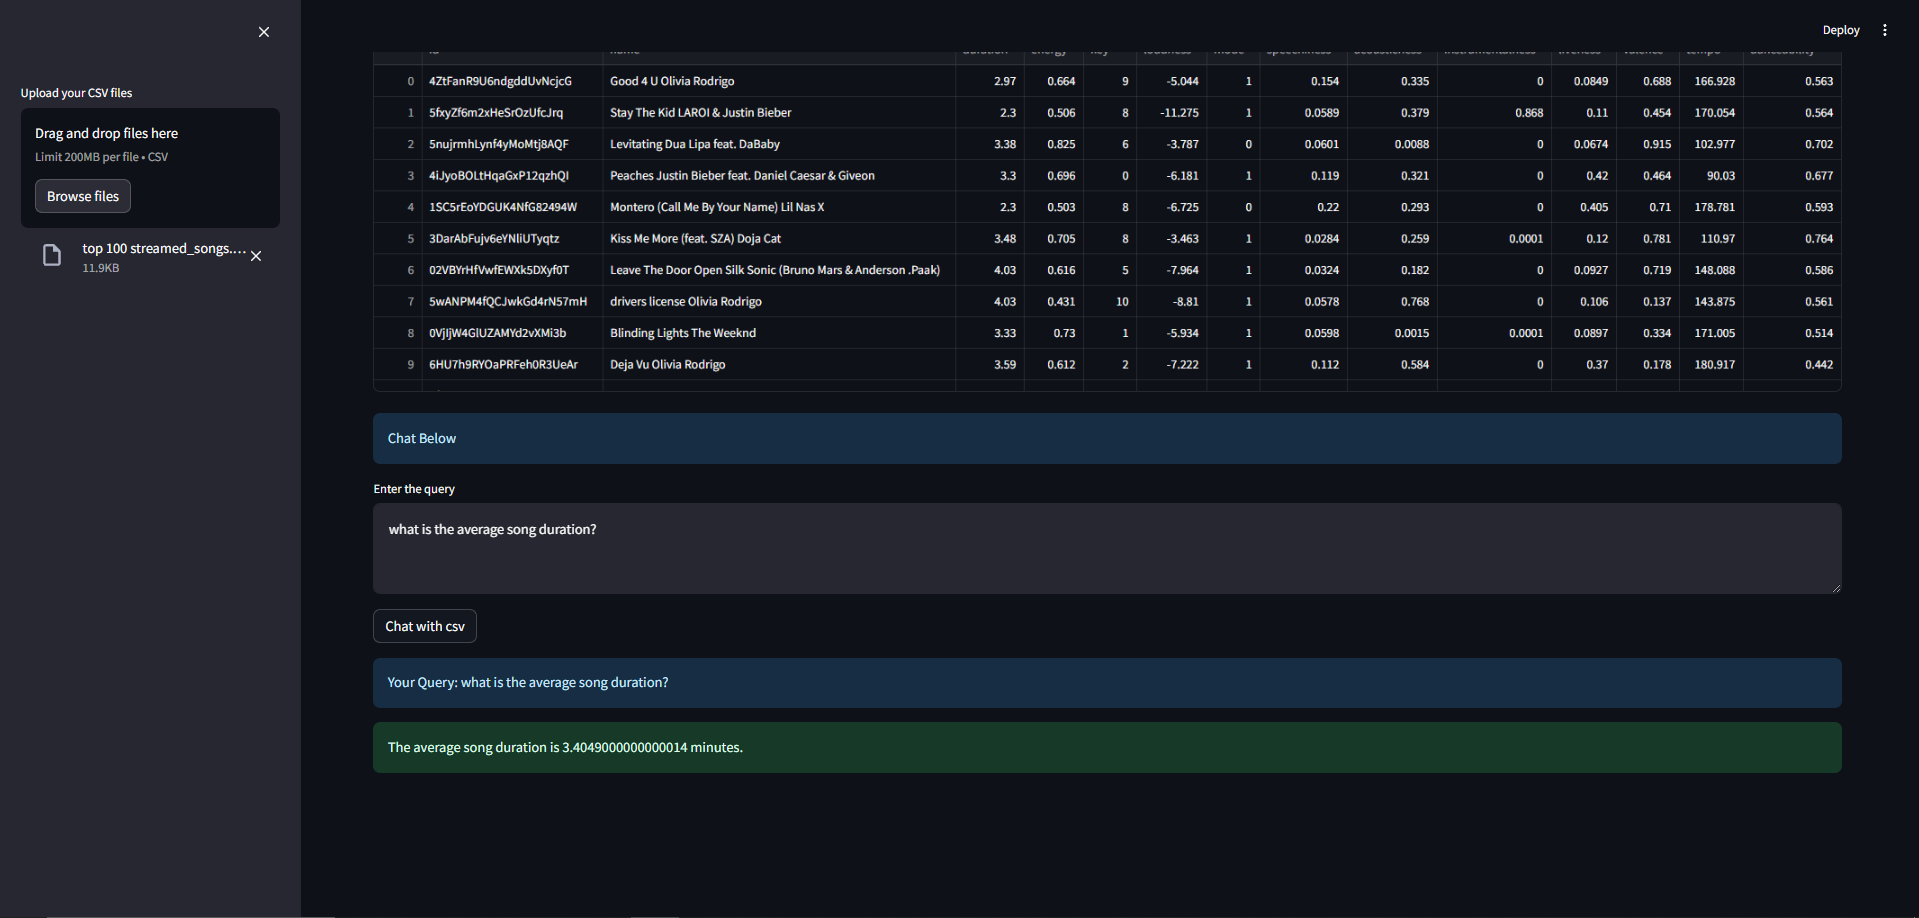 Deploy
Upload your CSV files
Drag and drop files here
Limit 200MB per file • CSV
Browse files
top 100 streamed_songs....
11.9KB
id name duration energy key loudness mode speechiness acousticness instrumentalness liveness valence tempo danceability
0 4ZtFanR9U6ndgddUvNcjcG Good 4 U Olivia Rodrigo 2.97 0.664 9 -5.044 1 0.154 0.335 0 0.0849 0.688 166.928 0.563
1 5fxyZf6m2xHeSrOzUfcJrq Stay The Kid LAROI & Justin Bieber 2.3 0.506 8 -11.275 1 0.0589 0.379 0.868 0.11 0.454 170.054 0.564
2 5nujrmhLynf4yMoMtj8AQF Levitating Dua Lipa feat. DaBaby 3.38 0.825 6 -3.787 0 0.0601 0.0088 0 0.0674 0.915 102.977 0.702
3 4iJyoBOLtHqaGxP12qzhQI Peaches Justin Bieber feat. Daniel Caesar & Giveon 3.3 0.696 0 -6.181 1 0.119 0.321 0 0.42 0.464 90.03 0.677
4 1SC5rEoYDGUK4NfG82494W Montero (Call Me By Your Name) Lil Nas X 2.3 0.503 8 -6.725 0 0.22 0.293 0 0.405 0.71 178.781 0.593
5 3DarAbFujv6eYNliUTyqtz Kiss Me More (feat. SZA) Doja Cat 3.48 0.705 8 -3.463 1 0.0284 0.259 0.0001 0.12 0.781 110.97 0.764
6 02VBYrHfVwfEWXk5DXyf0T Leave The Door Open Silk Sonic (Bruno Mars & Anderson .Paak) 4.03 0.616 5 -7.964 1 0.0324 0.182 0 0.0927 0.719 148.088 0.586
7 5wANPM4fQCJwkGd4rN57mH drivers license Olivia Rodrigo 4.03 0.431 10 -8.81 1 0.0578 0.768 0 0.106 0.137 143.875 0.561
8 0VjIjW4GlUZAMYd2vXMi3b Blinding Lights The Weeknd 3.33 0.73 1 -5.934 1 0.0598 0.0015 0.0001 0.0897 0.334 171.005 0.514
9 6HU7h9RYOaPRFeh0R3UeAr Deja Vu Olivia Rodrigo 3.59 0.612 2 -7.222 1 0.112 0.584 0 0.37 0.178 180.917 0.442
Chat Below
Enter the query
what is the average song duration?
Chat with csv
Your Query: what is the average song duration?
The average song duration is 3.4049000000000014 minutes.